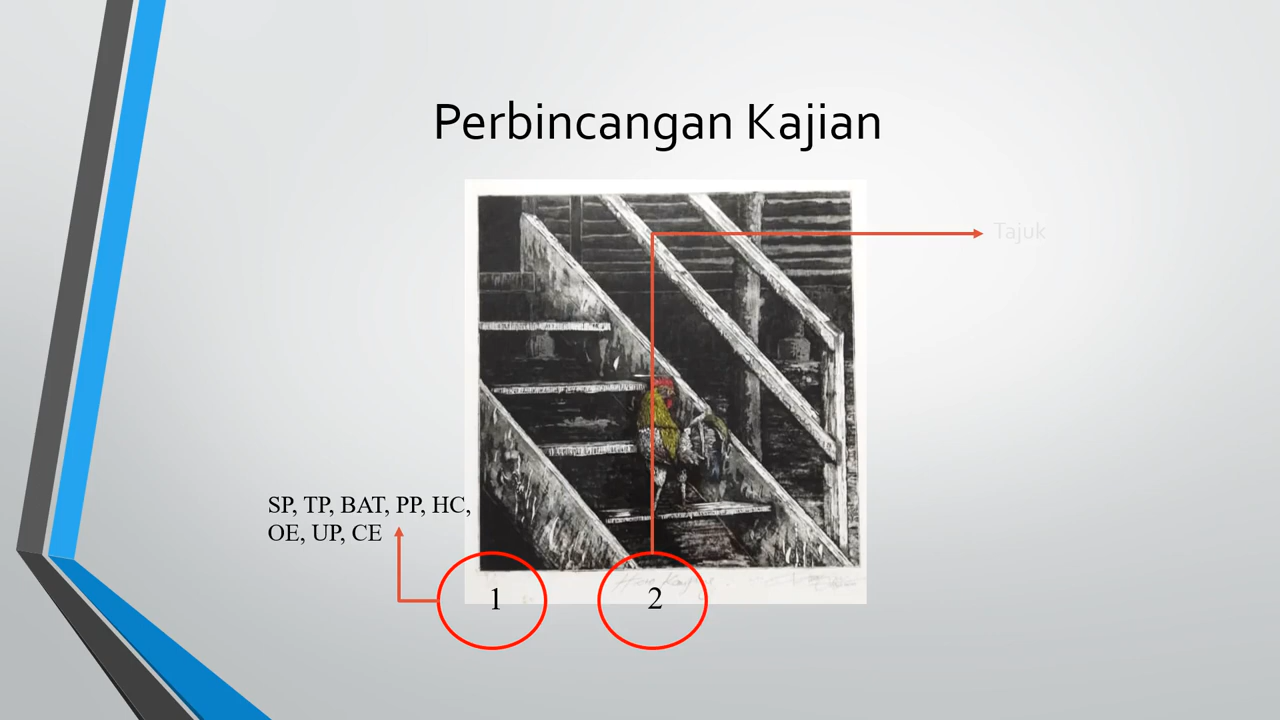 Perbincangan Kajian
Tajuk
SP, TP, BAT, PP, HC,
OE, UP, CE
1
2